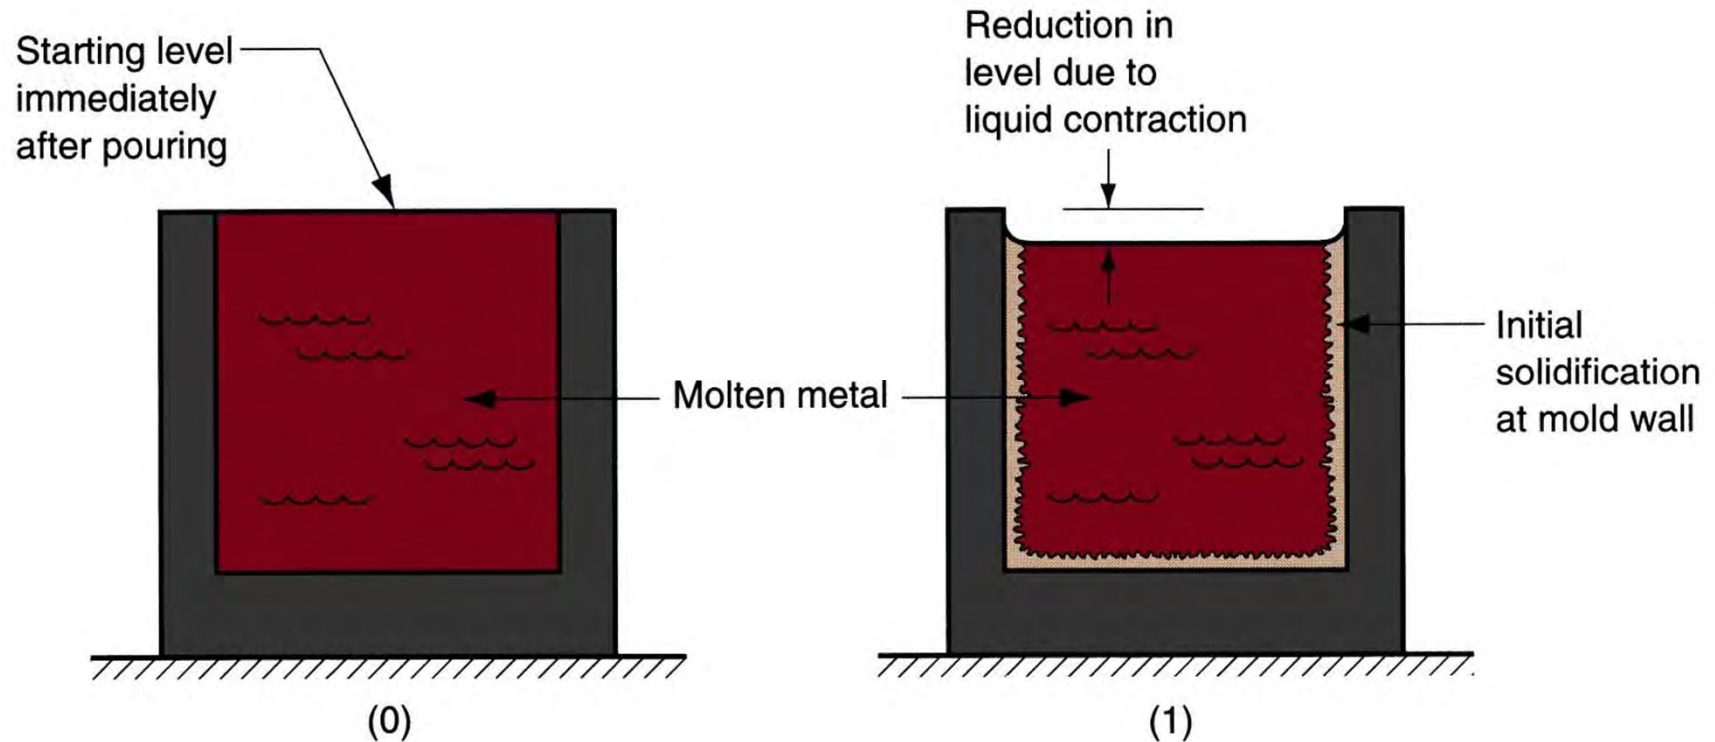 Starting level
immediately
after pouring
Reduction in
level due to
liquid contraction
Molten metal
Initial
solidification
at mold wall
(0)
(1)